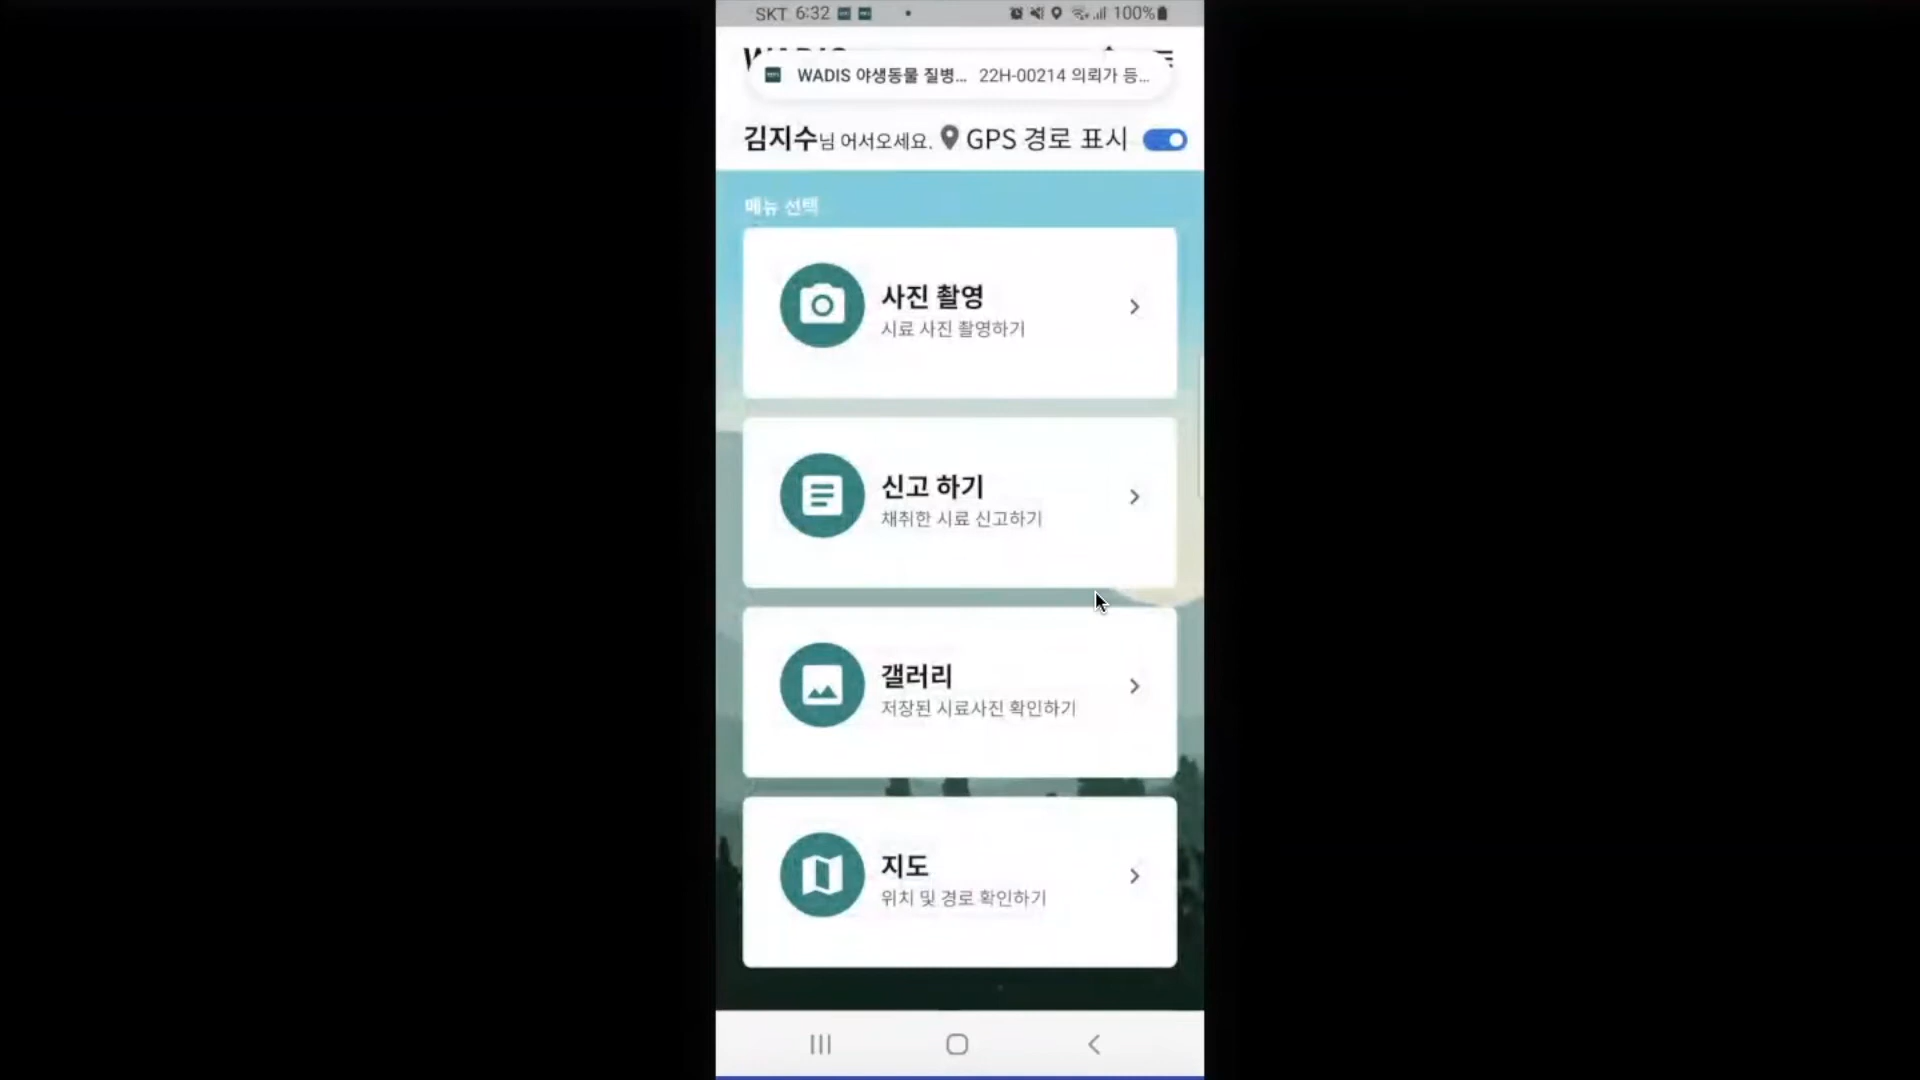 SKT 6:32 100%
WADIS 야생동물 질병... 22H-00214 의뢰가 등...
김지수님 어서오세요. GPS 경로 표시
메뉴 선택
사진 촬영
시료 사진 촬영하기
신고 하기
채취한 시료 신고하기
갤러리
저장된 시료사진 확인하기
지도
위치 및 경로 확인하기